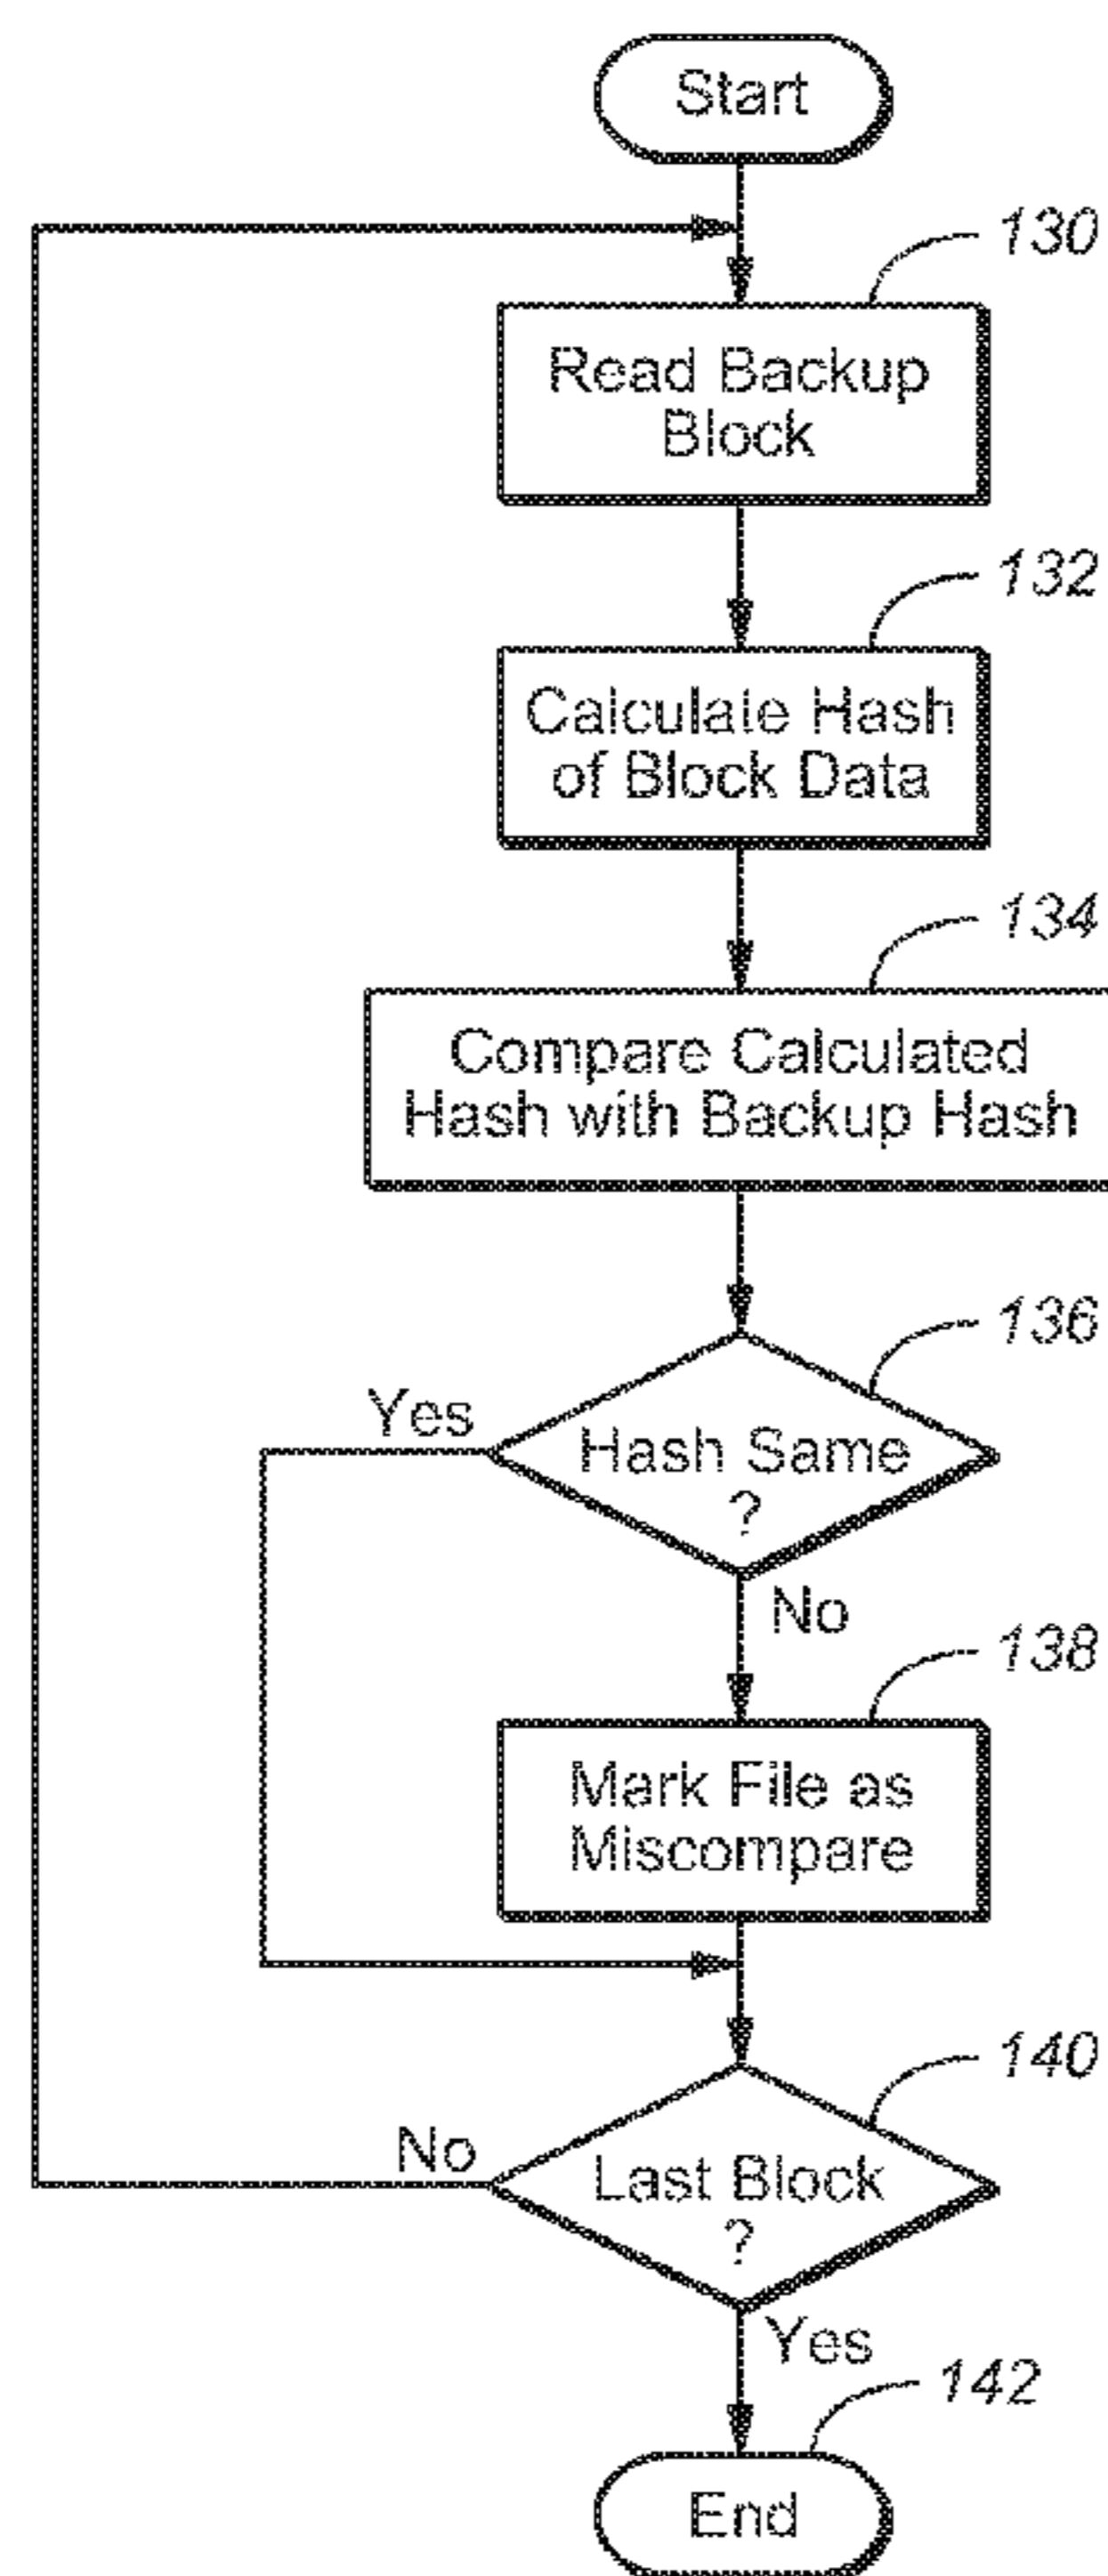 Start
130
Read Backup
Block
132
Calculate Hash
of Block Data
134
Compare Calculated
Hash with Backup Hash
136
Yes
Hash Same
?
No
138
Mark File as
Miscompare
140
No
Last Block
?
Yes
142
End